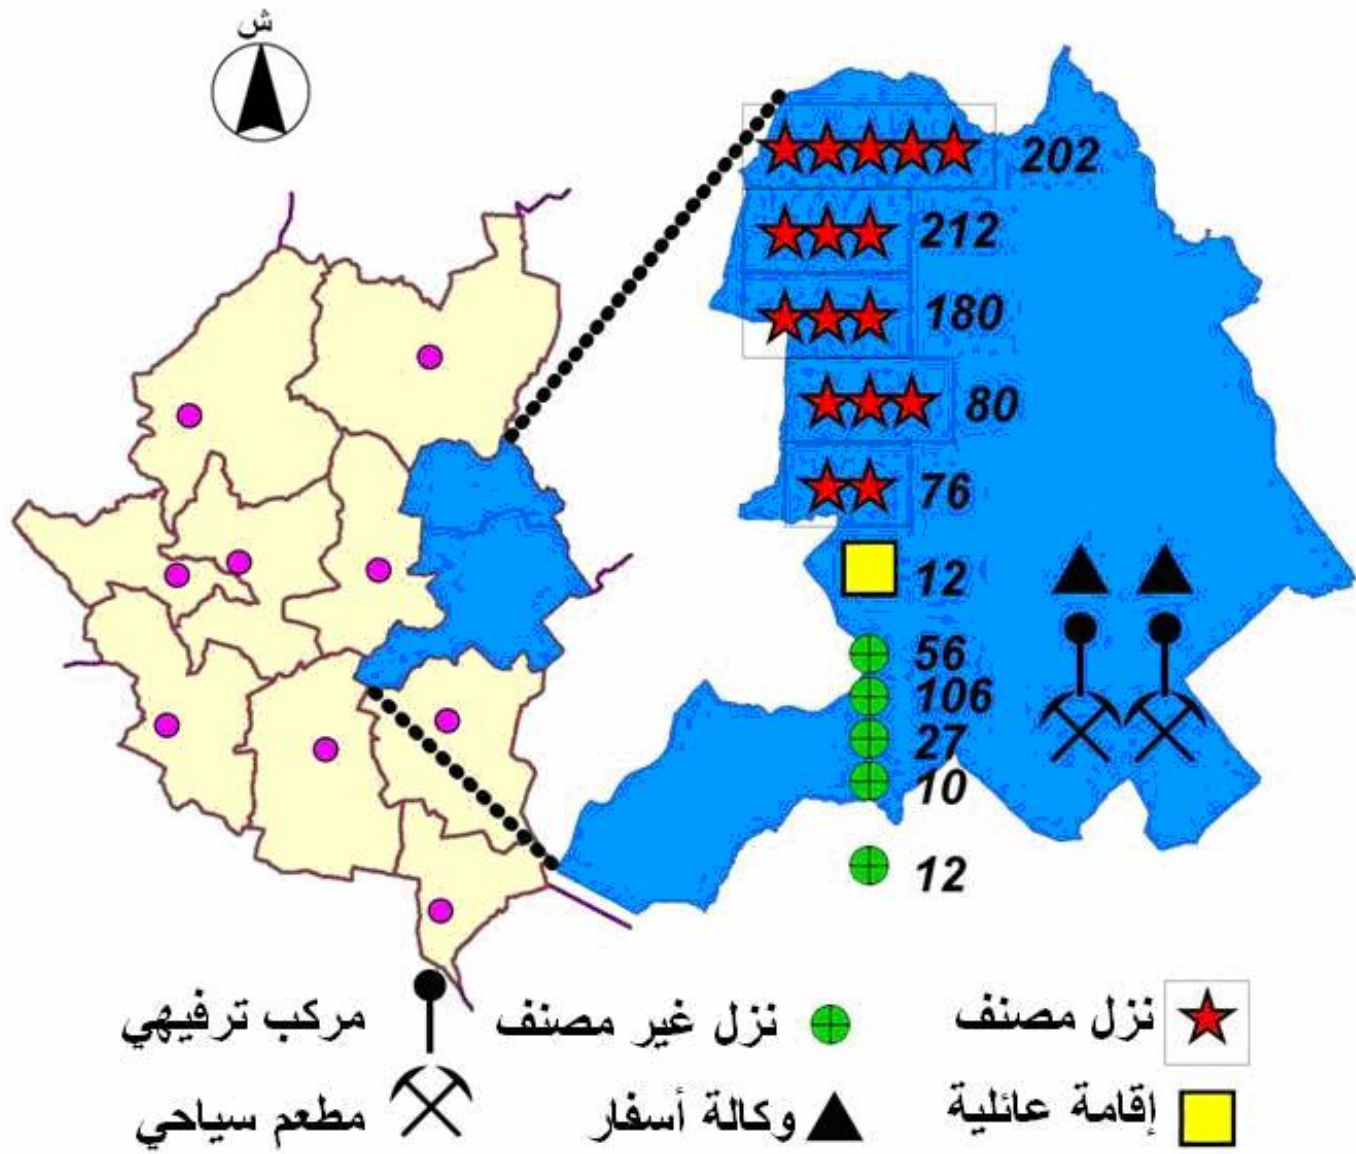 ش
202
212
180
80
76
12
56
106
27
10
12
نزل مصنف
نزل غير مصنف
مركب ترفيهي
إقامة عائلية
وكالة أسفار
مطعم سياحي